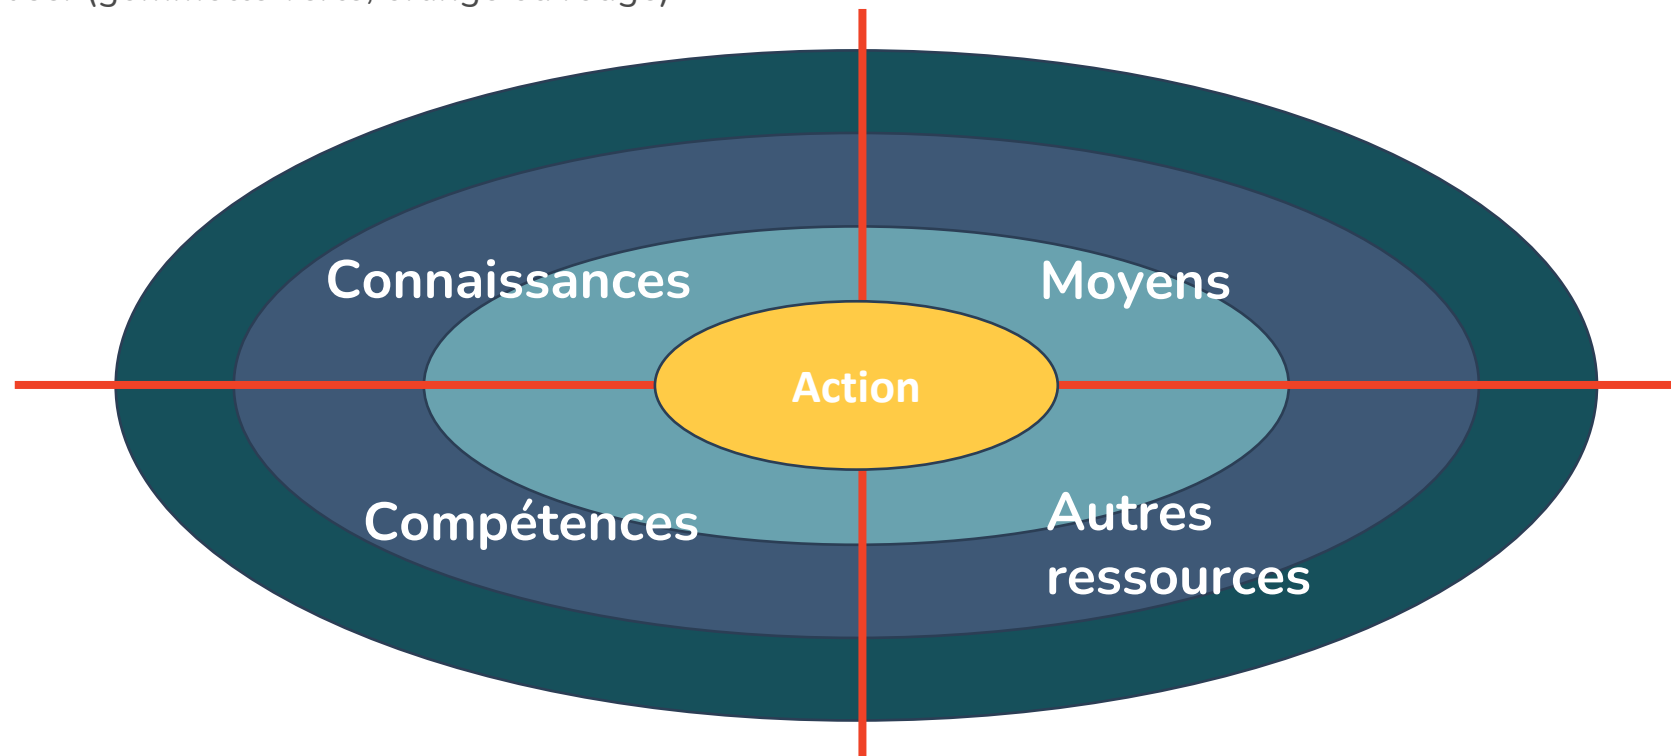 Connaissances
Moyens
Action
Compétences
Autres
ressources